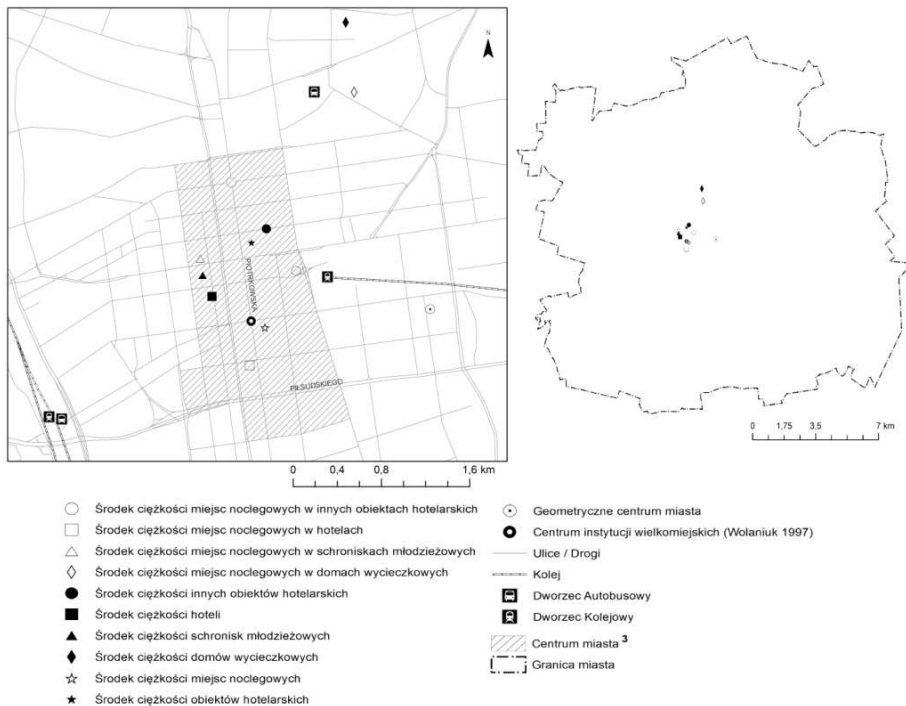 PIOTRKOWSKA
PIŁSUDSKIEGO
0 0,4 0,8 1,6 km
0 1,75 3,5 7 km
Środek ciężkości miejsc noclegowych w innych obiektach hotelarskich
Środek ciężkości miejsc noclegowych w hotelach
Środek ciężkości miejsc noclegowych w schroniskach młodzieżowych
Środek ciężkości miejsc noclegowych w domach wycieczkowych
Środek ciężkości innych obiektów hotelarskich
Środek ciężkości hoteli
Środek ciężkości schronisk młodzieżowych
Środek ciężkości domów wycieczkowych
Środek ciężkości miejsc noclegowych
Środek ciężkości obiektów hotelarskich
Geometryczne centrum miasta
Centrum instytucji wielkomiejskich (Wolaniuk 1997)
Ulice / Drogi
Kolej
Dworzec Autobusowy
Dworzec Kolejowy
Centrum miasta 3
Granica miasta